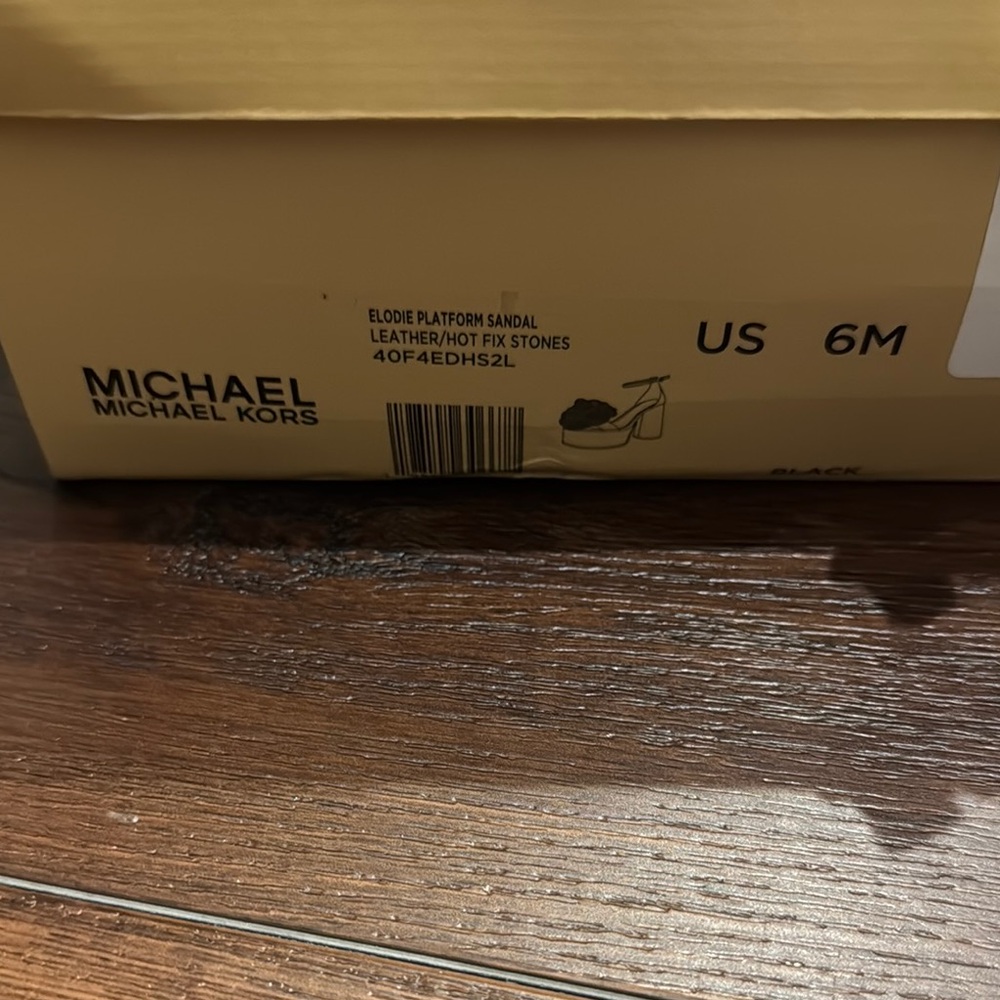 ELODIE PLATFORM SANDAL
LEATHER/HOT FIX STONES
40F4EDHS2L
US 6M
MICHAEL
MICHAEL KORS
BLACK